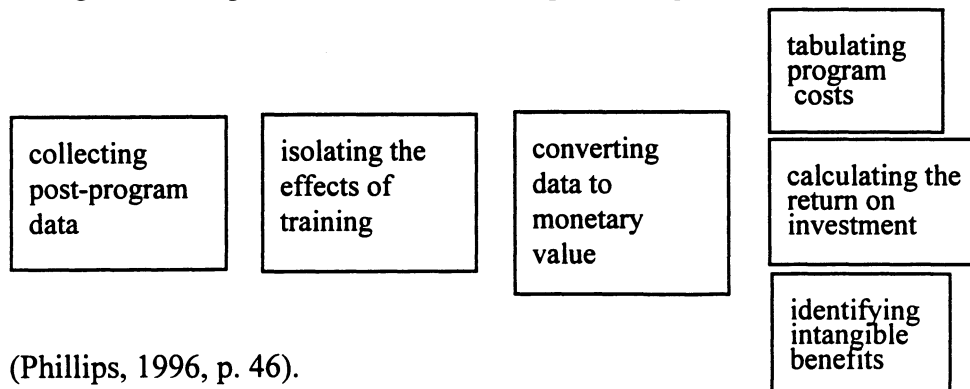 collecting
post-program
data
isolating the
effects of
training
converting
data to
monetary
value
tabulating
program
costs
calculating the
return on
investment
identifying
intangible
benefits
(Phillips, 1996, p. 46).